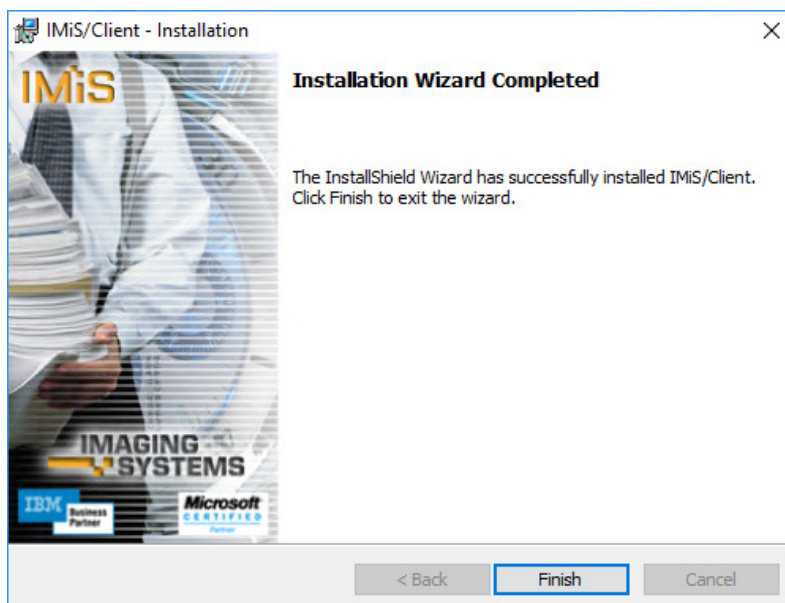 IMiS/Client - Installation
IMiS
Installation Wizard Completed
The InstallShield Wizard has successfully installed IMiS/Client.
Click Finish to exit the wizard.
IMAGING
SYSTEMS
IBM
Business
Partner
Microsoft
CERTIFIED
Partner
< Back
Finish
Cancel